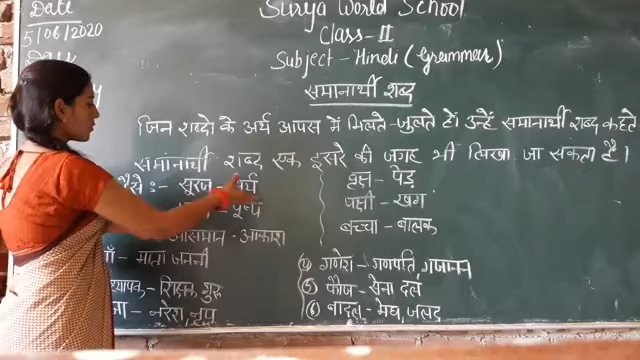 Date
Surya World School
5/06/2020
Class - II
Day
Subject - Hindi (Grammar)
समानार्थी शब्द
जिन शब्दो के अर्थ आपस में मिलते-जुलते है। उन्हें समानार्थी शब्द कहते
समानार्थी शब्द एक दूसरे की जगह भी लिखा जा सकता है।
जैसे :- सूरज - सूर्य
वृक्ष - पेड़
- पुष्प
पक्षी - खग
आसमान - आकाश
बच्चा - बालक
माँ - माता जननी
(4) गणेश - गणपति, गजानन
- शिक्षक, गुरु
(5) फौज - सेना दल
- नरेश, नृप
(6) बादल - मेघ, जलद